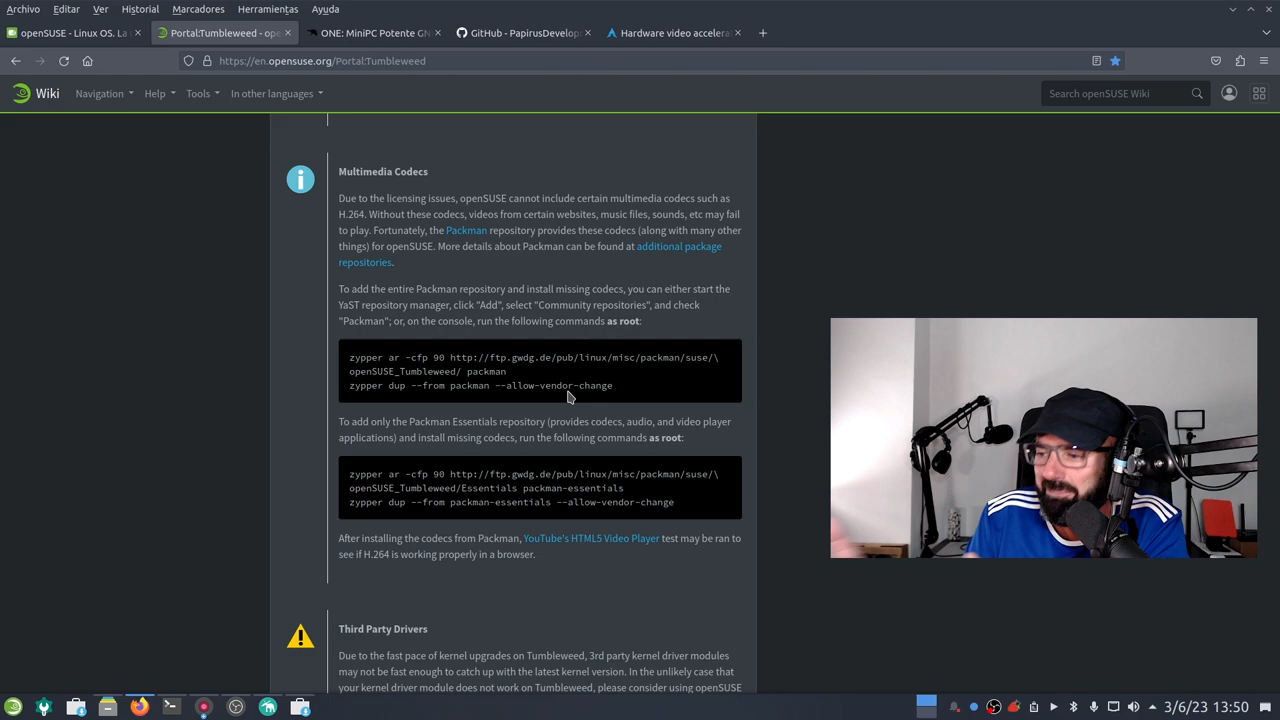 Archivo Editar Ver Historial Marcadores Herramientas Ayuda
openSUSE - Linux OS. La c
Portal:Tumbleweed - ope
ONE: MiniPC Potente GN
GitHub - PapirusDevelop
Hardware video accelera
https://en.opensuse.org/Portal:Tumbleweed
Wiki Navigation Help Tools In other languages
Search openSUSE Wiki
Multimedia Codecs
Due to the licensing issues, openSUSE cannot include certain multimedia codecs such as
H.264. Without these codecs, videos from certain websites, music files, sounds, etc may fail
to play. Fortunately, the Packman repository provides these codecs (along with many other
things) for openSUSE. More details about Packman can be found at additional package
repositories.
To add the entire Packman repository and install missing codecs, you can either start the
YaST repository manager, click "Add", select "Community repositories", and check
"Packman"; or, on the console, run the following commands as root:
zypper ar -cfp 90 http://ftp.gwdg.de/pub/linux/misc/packman/suse/\
openSUSE_Tumbleweed/ packman
zypper dup --from packman --allow-vendor-change
To add only the Packman Essentials repository (provides codecs, audio, and video player
applications) and install missing codecs, run the following commands as root:
zypper ar -cfp 90 http://ftp.gwdg.de/pub/linux/misc/packman/suse/\
openSUSE_Tumbleweed/Essentials packman-essentials
zypper dup --from packman-essentials --allow-vendor-change
After installing the codecs from Packman, YouTube's HTML5 Video Player test may be ran to
see if H.264 is working properly in a browser.
Third Party Drivers
Due to the fast pace of kernel upgrades on Tumbleweed, 3rd party kernel driver modules
may not be fast enough to catch up with the latest kernel version. In the unlikely case that
your kernel driver module does not work on Tumbleweed, please consider using openSUSE
3/6/23 13:50